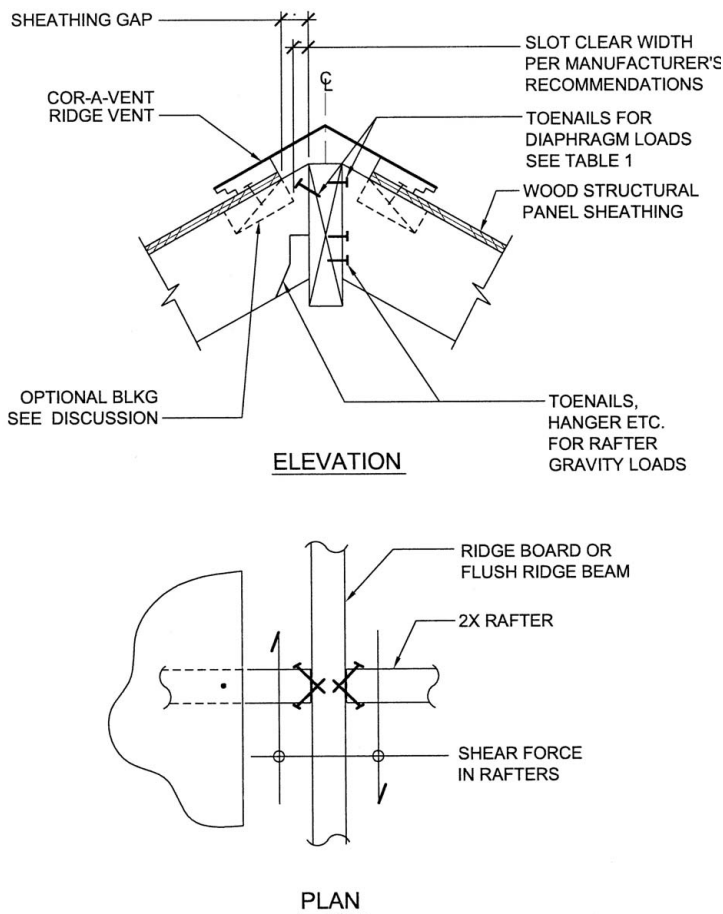 SHEATHING GAP
SLOT CLEAR WIDTH
PER MANUFACTURER'S
RECOMMENDATIONS
COR-A-VENT
RIDGE VENT
TOENAILS FOR
DIAPHRAGM LOADS
SEE TABLE 1
WOOD STRUCTURAL
PANEL SHEATHING
OPTIONAL BLKG
SEE DISCUSSION
TOENAILS,
HANGER ETC.
FOR RAFTER
GRAVITY LOADS
ELEVATION
RIDGE BOARD OR
FLUSH RIDGE BEAM
2X RAFTER
SHEAR FORCE
IN RAFTERS
PLAN